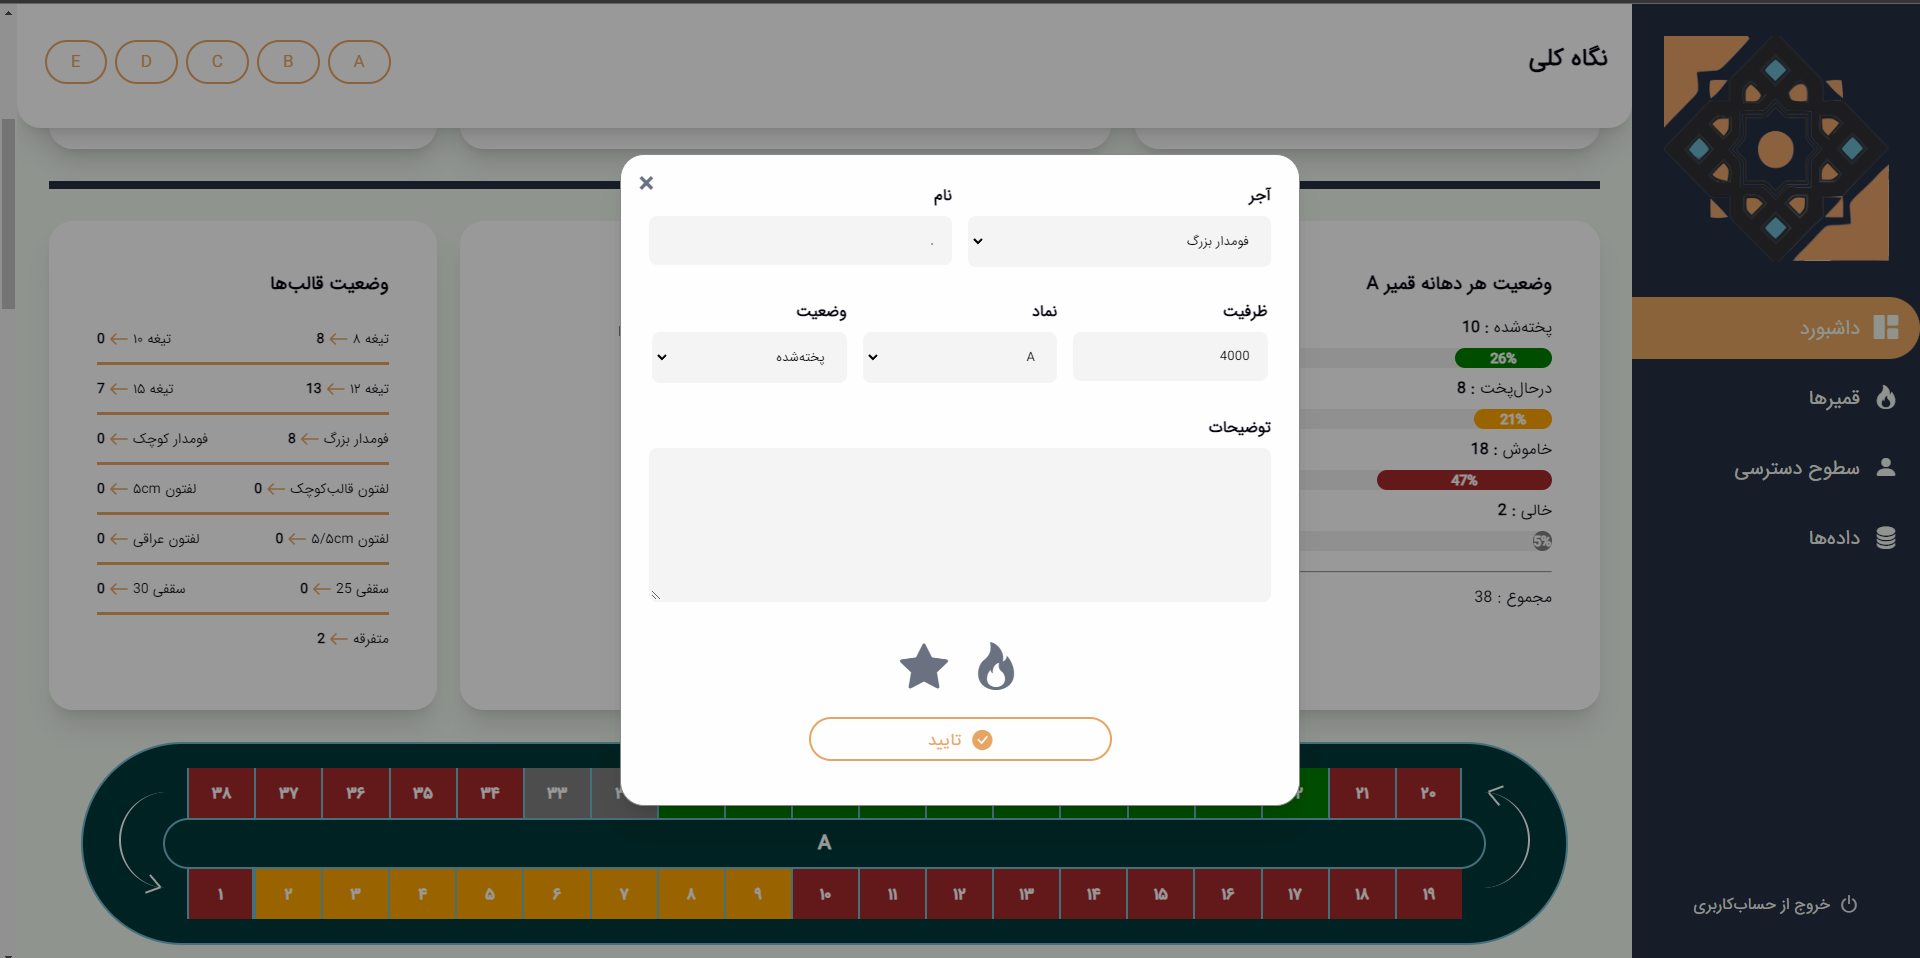 نگاه کلی
A
B
C
D
E
داشبورد
قمیرها
سطوح دسترسی
داده‌ها
خروج از حساب‌کاربری
آجر
نام
فومدار بزرگ
.
ظرفیت
نماد
وضعیت
4000
A
پخته‌شده
توضیحات
تایید
وضعیت هر دهانه قمیر A
پخته‌شده : 10
26%
درحال‌پخت : 8
21%
خاموش : 18
47%
خالی : 2
5%
مجموع : 38
وضعیت قالب‌ها
تیغه ۸ ← 8
تیغه ۱۰ ← 0
تیغه ۱۲ ← 13
تیغه ۱۵ ← 7
فومدار بزرگ ← 8
فومدار کوچک ← 0
لفتون قالب‌کوچک ← 0
لفتون ۵cm ← 0
لفتون ۵/۵cm ← 0
لفتون عراقی ← 0
سقفی 25 ← 0
سقفی 30 ← 0
متفرقه ← 2
۳۸ ۳۷ ۳۶ ۳۵ ۳۴ ۳۳ ۲۱ ۲۰
A
۱ ۲ ۳ ۴ ۵ ۶ ۷ ۸ ۹ ۱۰ ۱۱ ۱۲ ۱۳ ۱۴ ۱۵ ۱۶ ۱۷ ۱۸ ۱۹